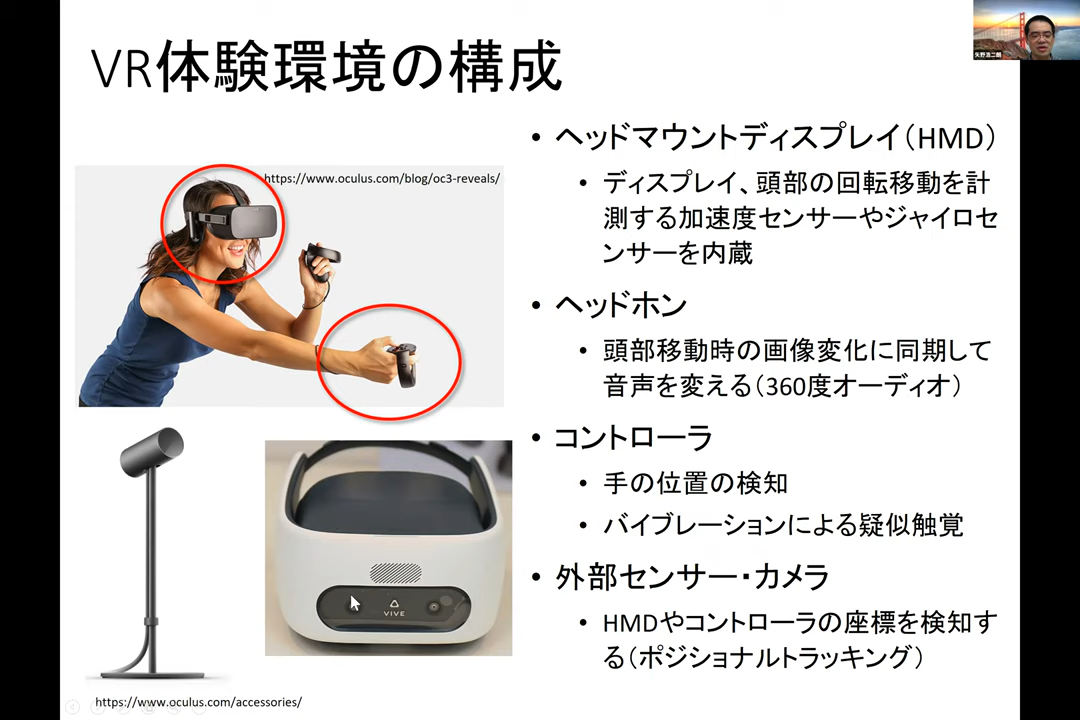 VR体験環境の構成
https://www.oculus.com/blog/oc3-reveals/
VIVE
https://www.oculus.com/accessories/
• ヘッドマウントディスプレイ（HMD）
• ディスプレイ、頭部の回転移動を計
測する加速度センサーやジャイロセ
ンサーを内蔵
• ヘッドホン
• 頭部移動時の画像変化に同期して
音声を変える（360度オーディオ）
• コントローラ
• 手の位置の検知
• バイブレーションによる疑似触覚
• 外部センサー・カメラ
• HMDやコントローラの座標を検知す
る（ポジショナルトラッキング）
矢野浩二朗